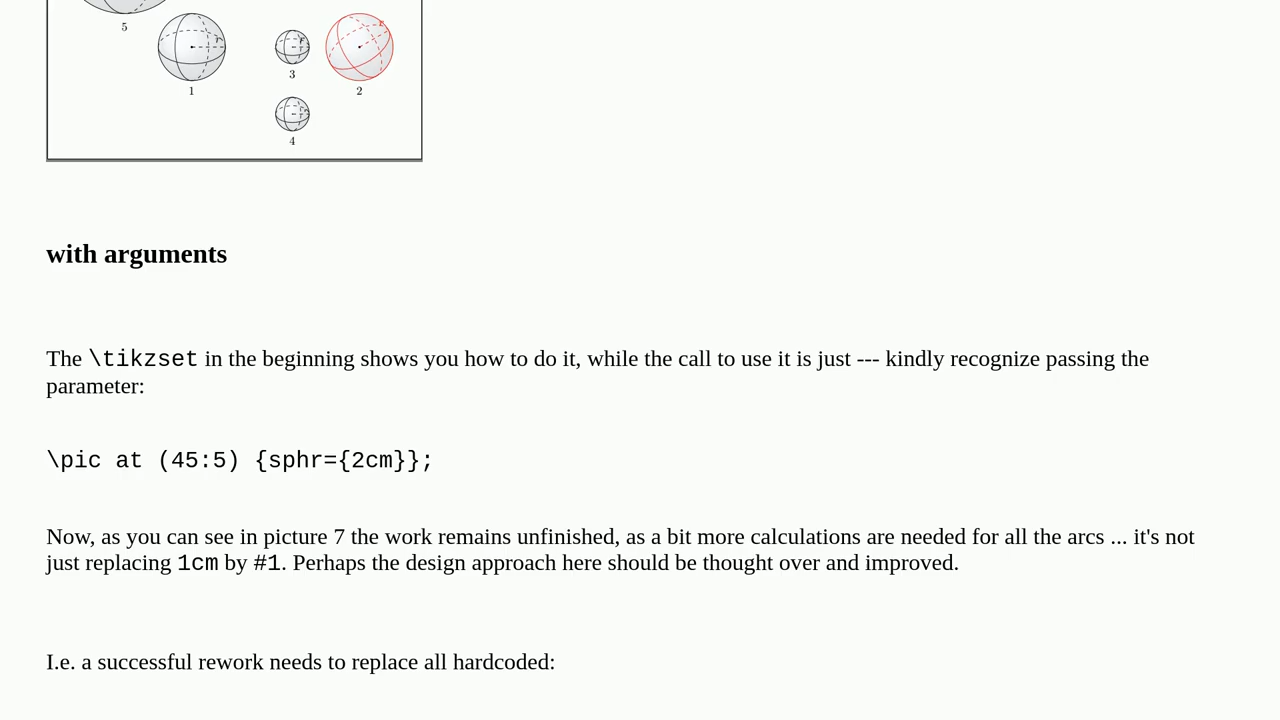 5
r
r
r
1
3
2
r
4
with arguments
The \tikzset in the beginning shows you how to do it, while the call to use it is just --- kindly recognize passing the
parameter:
\pic at (45:5) {sphr={2cm}};
Now, as you can see in picture 7 the work remains unfinished, as a bit more calculations are needed for all the arcs ... it's not
just replacing 1cm by #1. Perhaps the design approach here should be thought over and improved.
I.e. a successful rework needs to replace all hardcoded: